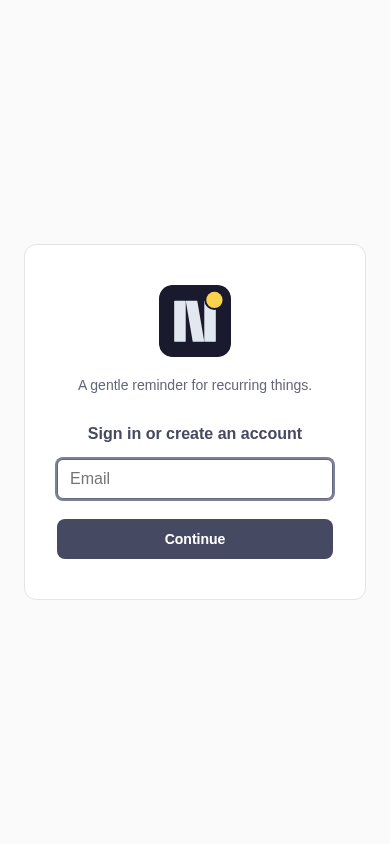 N
A gentle reminder for recurring things.
Sign in or create an account
Email
Continue